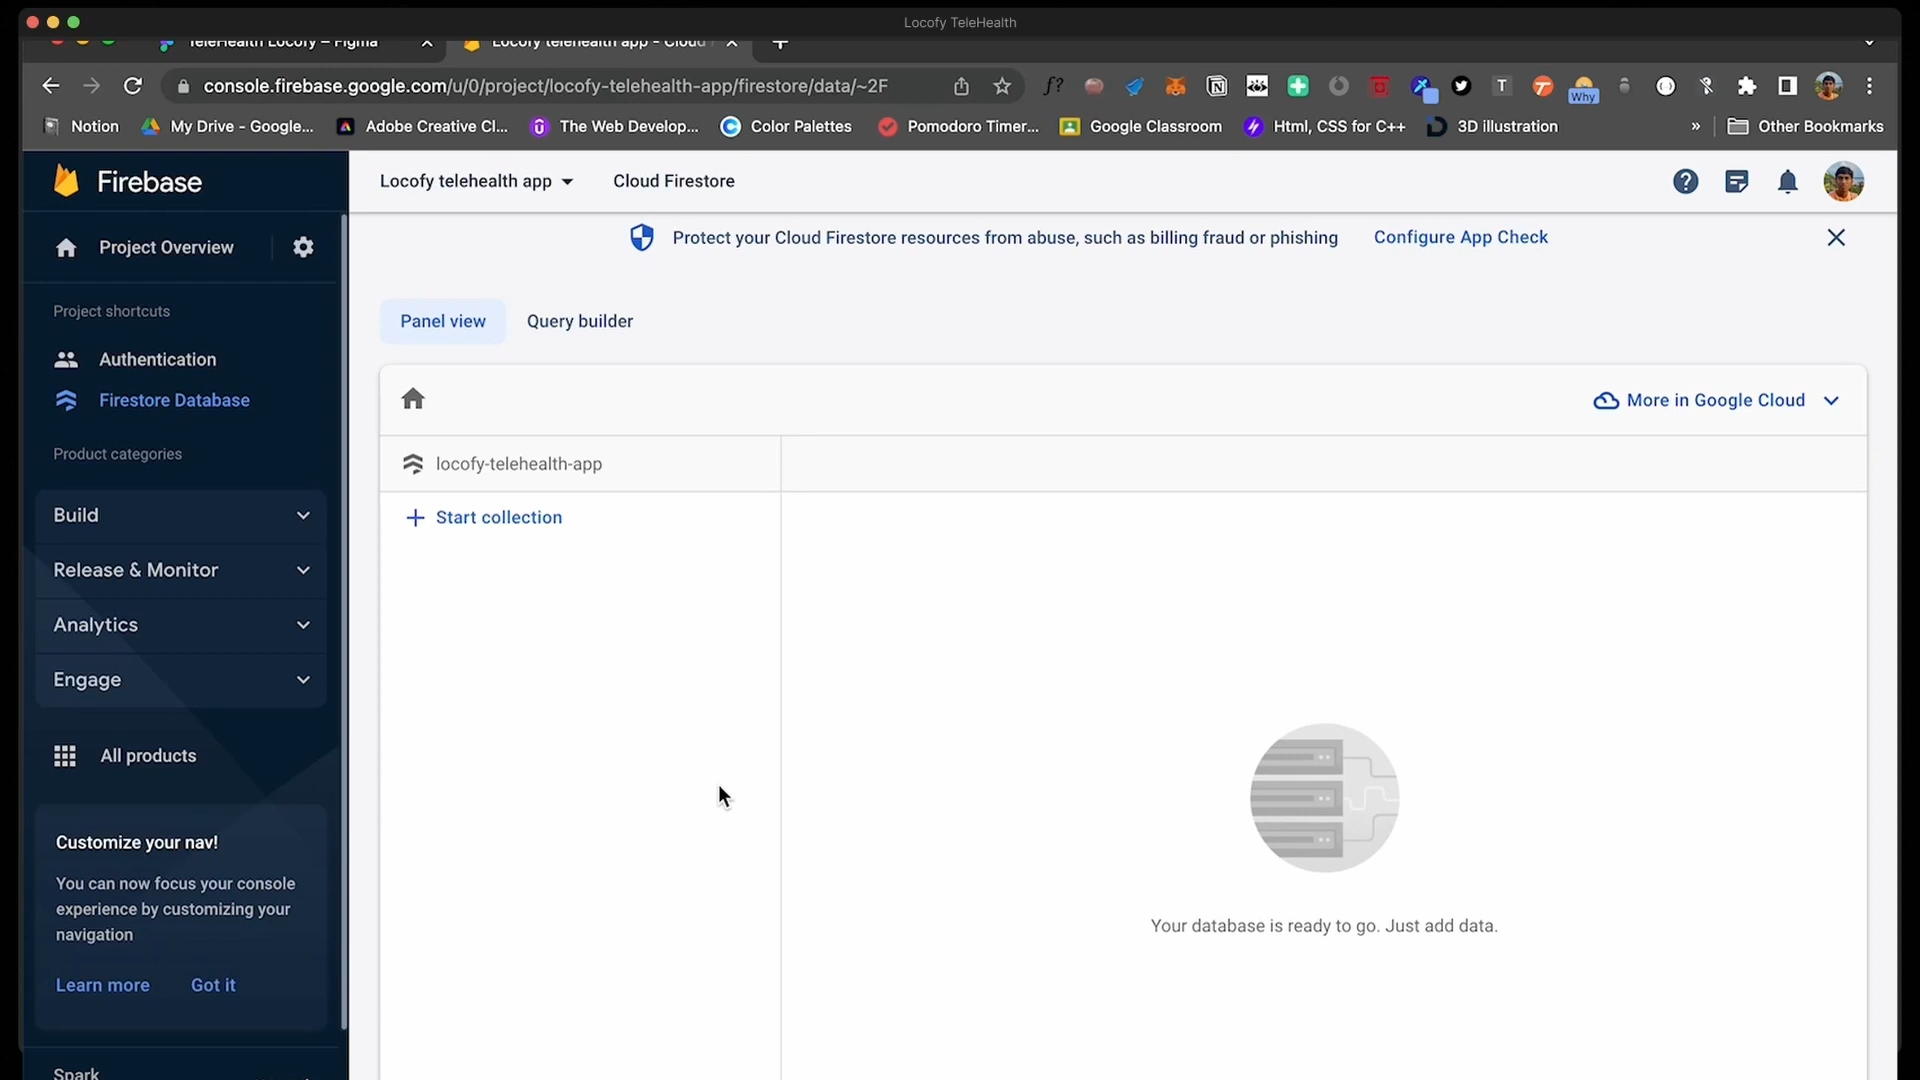 Locofy TeleHealth
TeleHealth Locofy – Figma
Locofy telehealth app - Cloud
console.firebase.google.com/u/0/project/locofy-telehealth-app/firestore/data/~2F
f?
Why
T
Notion
My Drive - Google...
Adobe Creative Cl...
The Web Develop...
Color Palettes
Pomodoro Timer...
Google Classroom
Html, CSS for C++
3D illustration
»
Other Bookmarks
Firebase
Locofy telehealth app
Cloud Firestore
Protect your Cloud Firestore resources from abuse, such as billing fraud or phishing
Configure App Check
Project Overview
Project shortcuts
Authentication
Firestore Database
Product categories
Build
Release & Monitor
Analytics
Engage
All products
Customize your nav!
You can now focus your console
experience by customizing your
navigation
Learn more
Got it
Spark
Panel view
Query builder
More in Google Cloud
locofy-telehealth-app
+ Start collection
Your database is ready to go. Just add data.